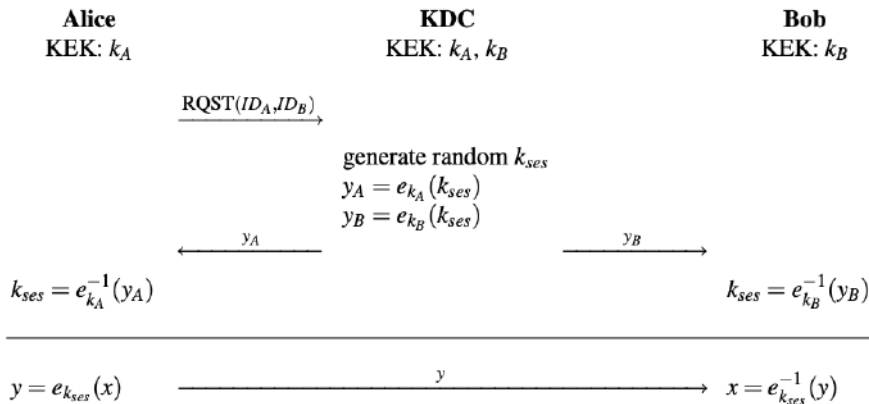 Alice KDC Bob
KEK: k_A KEK: k_A, k_B KEK: k_B
RQST(ID_A,ID_B)
generate random k_ses
y_A = e_{k_A}(k_ses)
y_B = e_{k_B}(k_ses)
y_A y_B
k_ses = e_{k_A}^{-1}(y_A) k_ses = e_{k_B}^{-1}(y_B)
y = e_{k_ses}(x) y x = e_{k_ses}^{-1}(y)